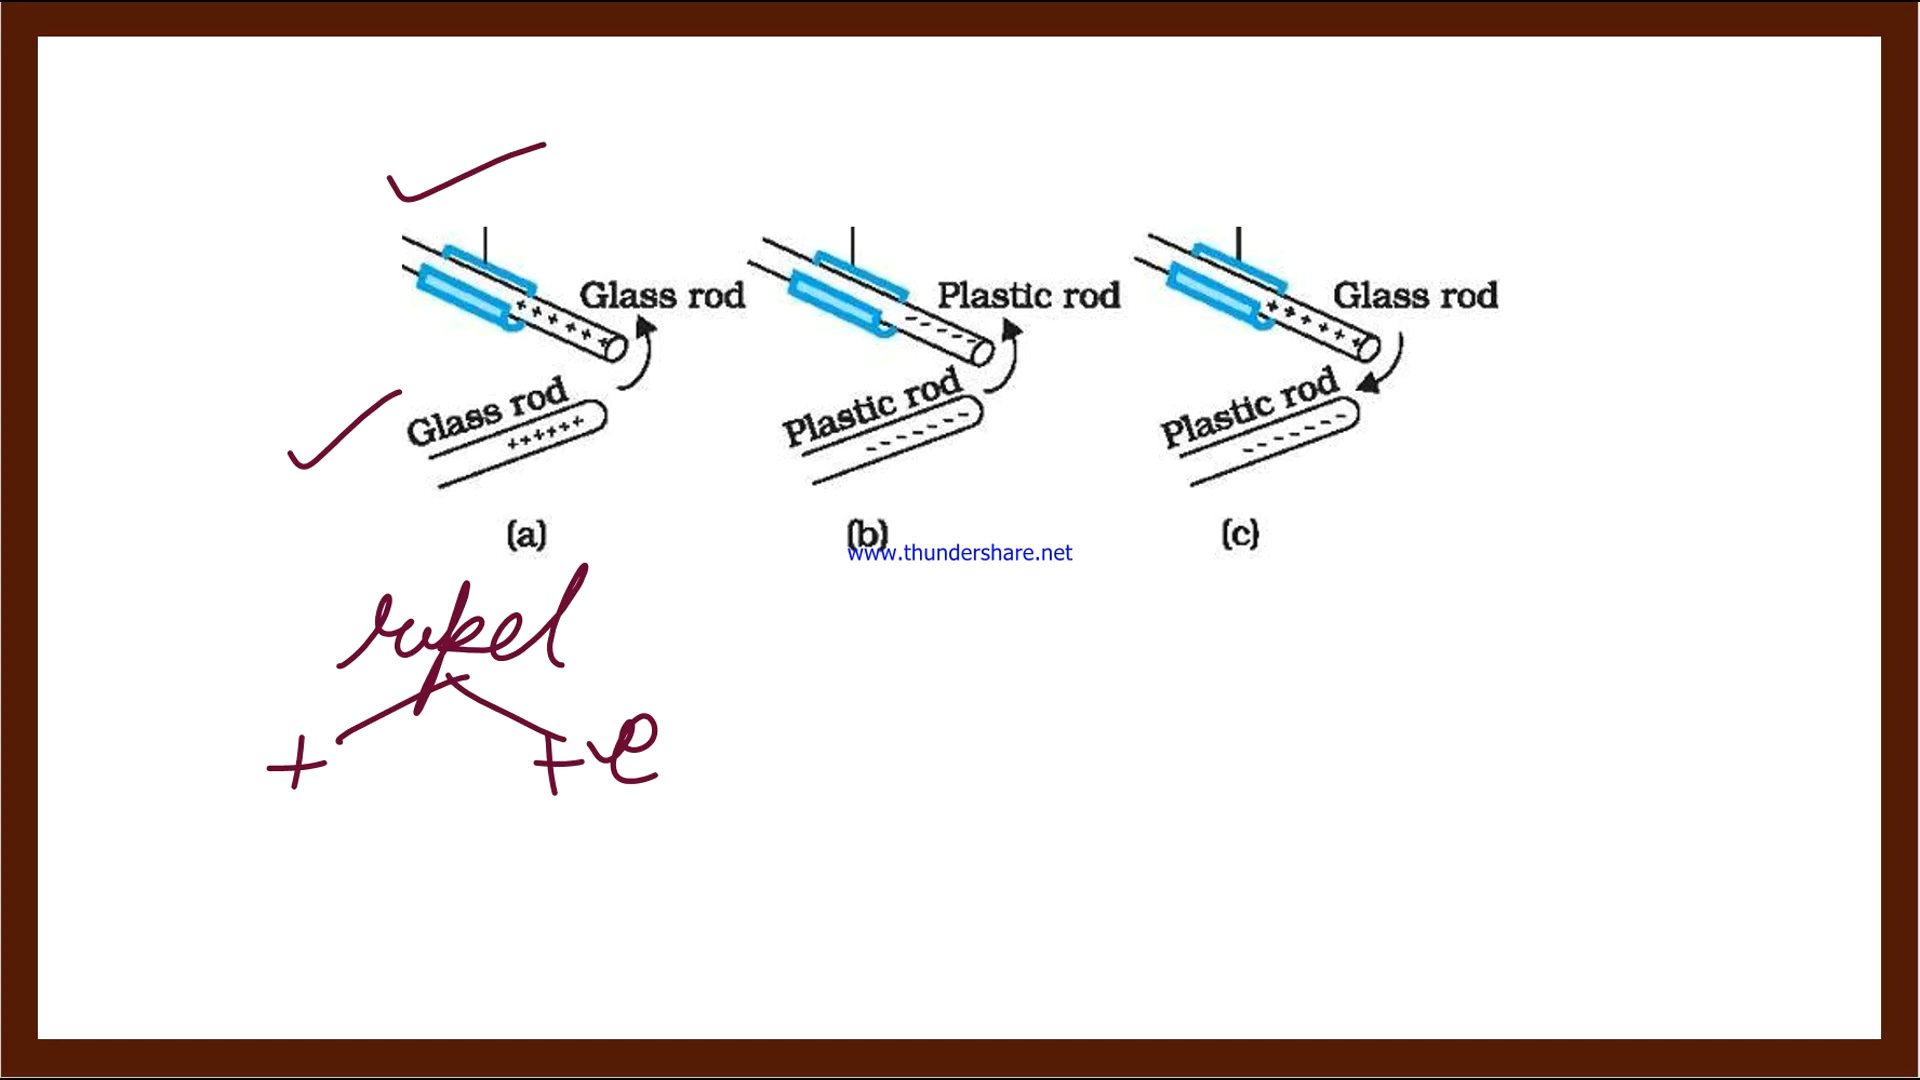 Glass rod
Glass rod
(a)
Plastic rod
Plastic rod
(b)
Glass rod
Plastic rod
(c)
www.thundershare.net
repel
+ +ve